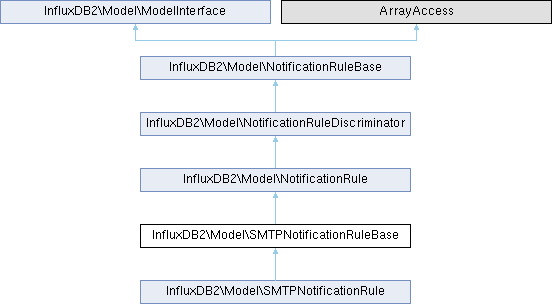 InfluxDB2\Model\ModelInterface
ArrayAccess
InfluxDB2\Model\NotificationRuleBase
InfluxDB2\Model\NotificationRuleDiscriminator
InfluxDB2\Model\NotificationRule
InfluxDB2\Model\SMTPNotificationRuleBase
InfluxDB2\Model\SMTPNotificationRule